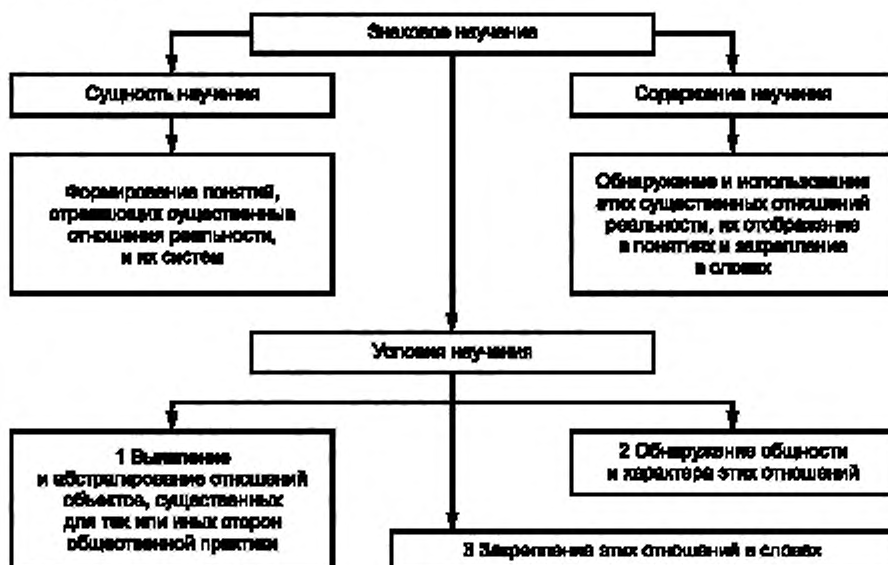 Знаковое научение
Сущность научения
Содержание научения
Формирование понятий,
отражающих существенные
отношения реальности,
и их систем
Обнаружение и использование
этих существенных отношений
реальности, их отображение
в понятиях и закрепление
в словах
Условия научения
1 Выявление
и абстрагирование отношений
объектов, существенных
для тех или иных сторон
общественной практики
2 Обнаружение общности
и характера этих отношений
3 Закрепление этих отношений в словах